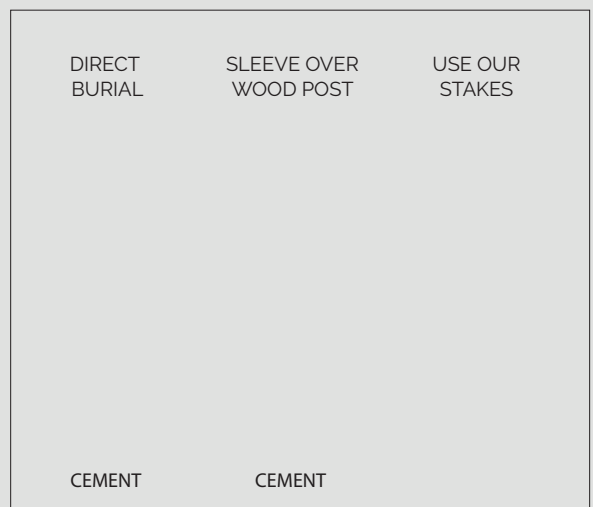 DIRECT
BURIAL
SLEEVE OVER
WOOD POST
USE OUR
STAKES
CEMENT
CEMENT